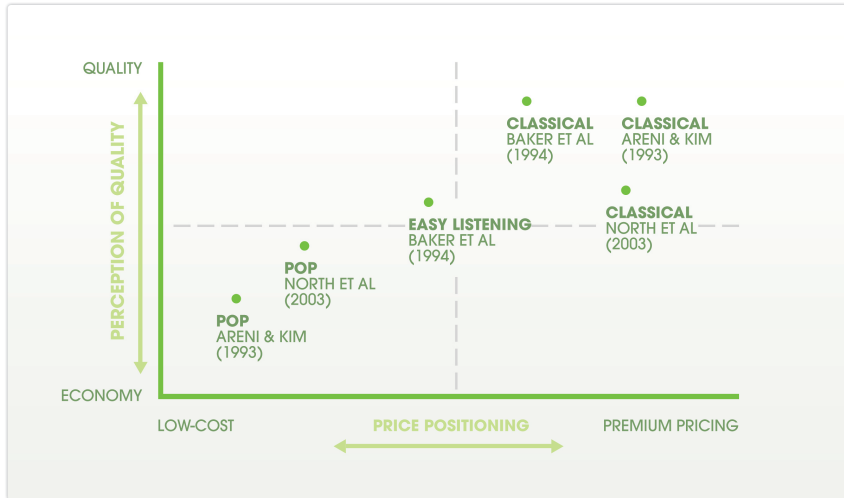 QUALITY
PERCEPTION OF QUALITY
ECONOMY
CLASSICAL
BAKER ET AL
(1994)
CLASSICAL
ARENI & KIM
(1993)
CLASSICAL
NORTH ET AL
(2003)
EASY LISTENING
BAKER ET AL
(1994)
POP
NORTH ET AL
(2003)
POP
ARENI & KIM
(1993)
LOW-COST
PRICE POSITIONING
PREMIUM PRICING